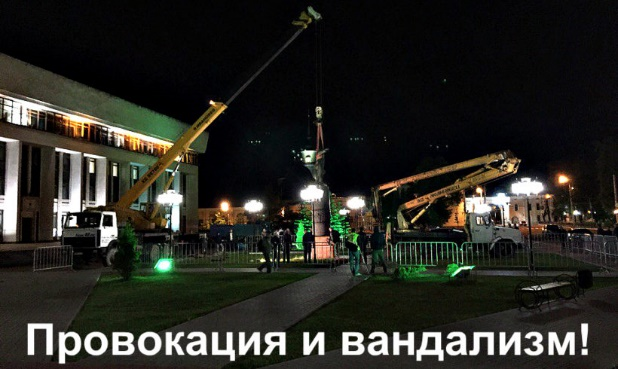 Провокация и вандализм!